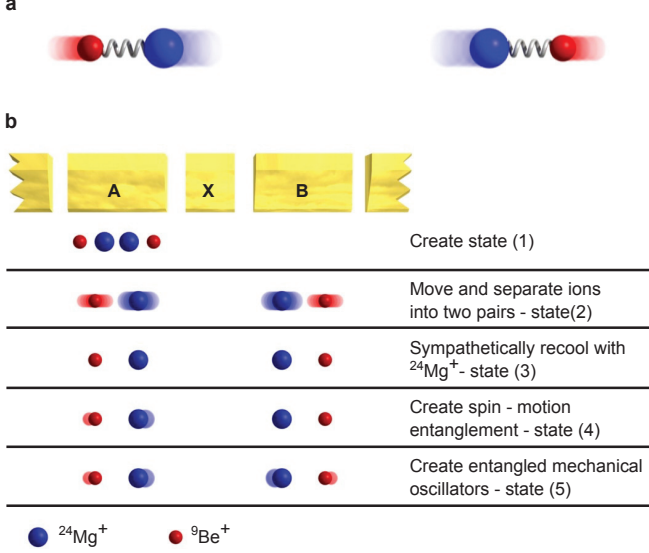 a
b
A X B
Create state (1)
Move and separate ions
into two pairs - state(2)
Sympathetically recool with
²⁴Mg⁺- state (3)
Create spin - motion
entanglement - state (4)
Create entangled mechanical
oscillators - state (5)
²⁴Mg⁺ ⁹Be⁺